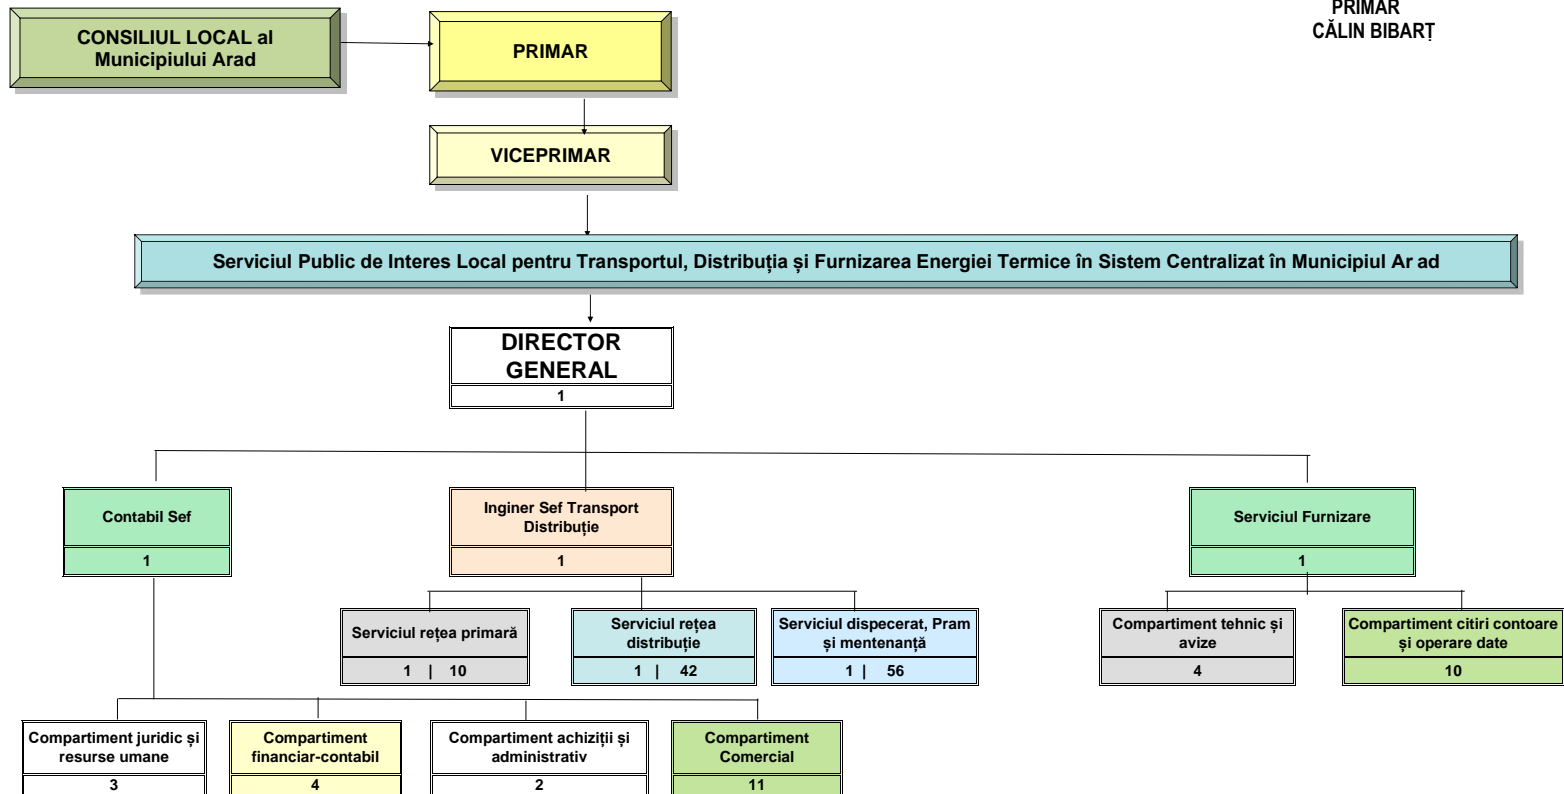 PRIMAR
CĂLIN BIBARȚ
CONSILIUL LOCAL al
Municipiului Arad
PRIMAR
VICEPRIMAR
Serviciul Public de Interes Local pentru Transportul, Distribuția și Furnizarea Energiei Termice în Sistem Centralizat în Municipiul Ar ad
DIRECTOR
GENERAL
1
Contabil Sef
1
Inginer Sef Transport
Distribuție
1
Serviciul Furnizare
1
Serviciul rețea primară
1 | 10
Serviciul rețea
distribuție
1 | 42
Serviciul dispecerat, Pram
și mentenanță
1 | 56
Compartiment tehnic și
avize
4
Compartiment citiri contoare
și operare date
10
Compartiment juridic și
resurse umane
3
Compartiment
financiar-contabil
4
Compartiment achiziții și
administrativ
2
Compartiment
Comercial
11